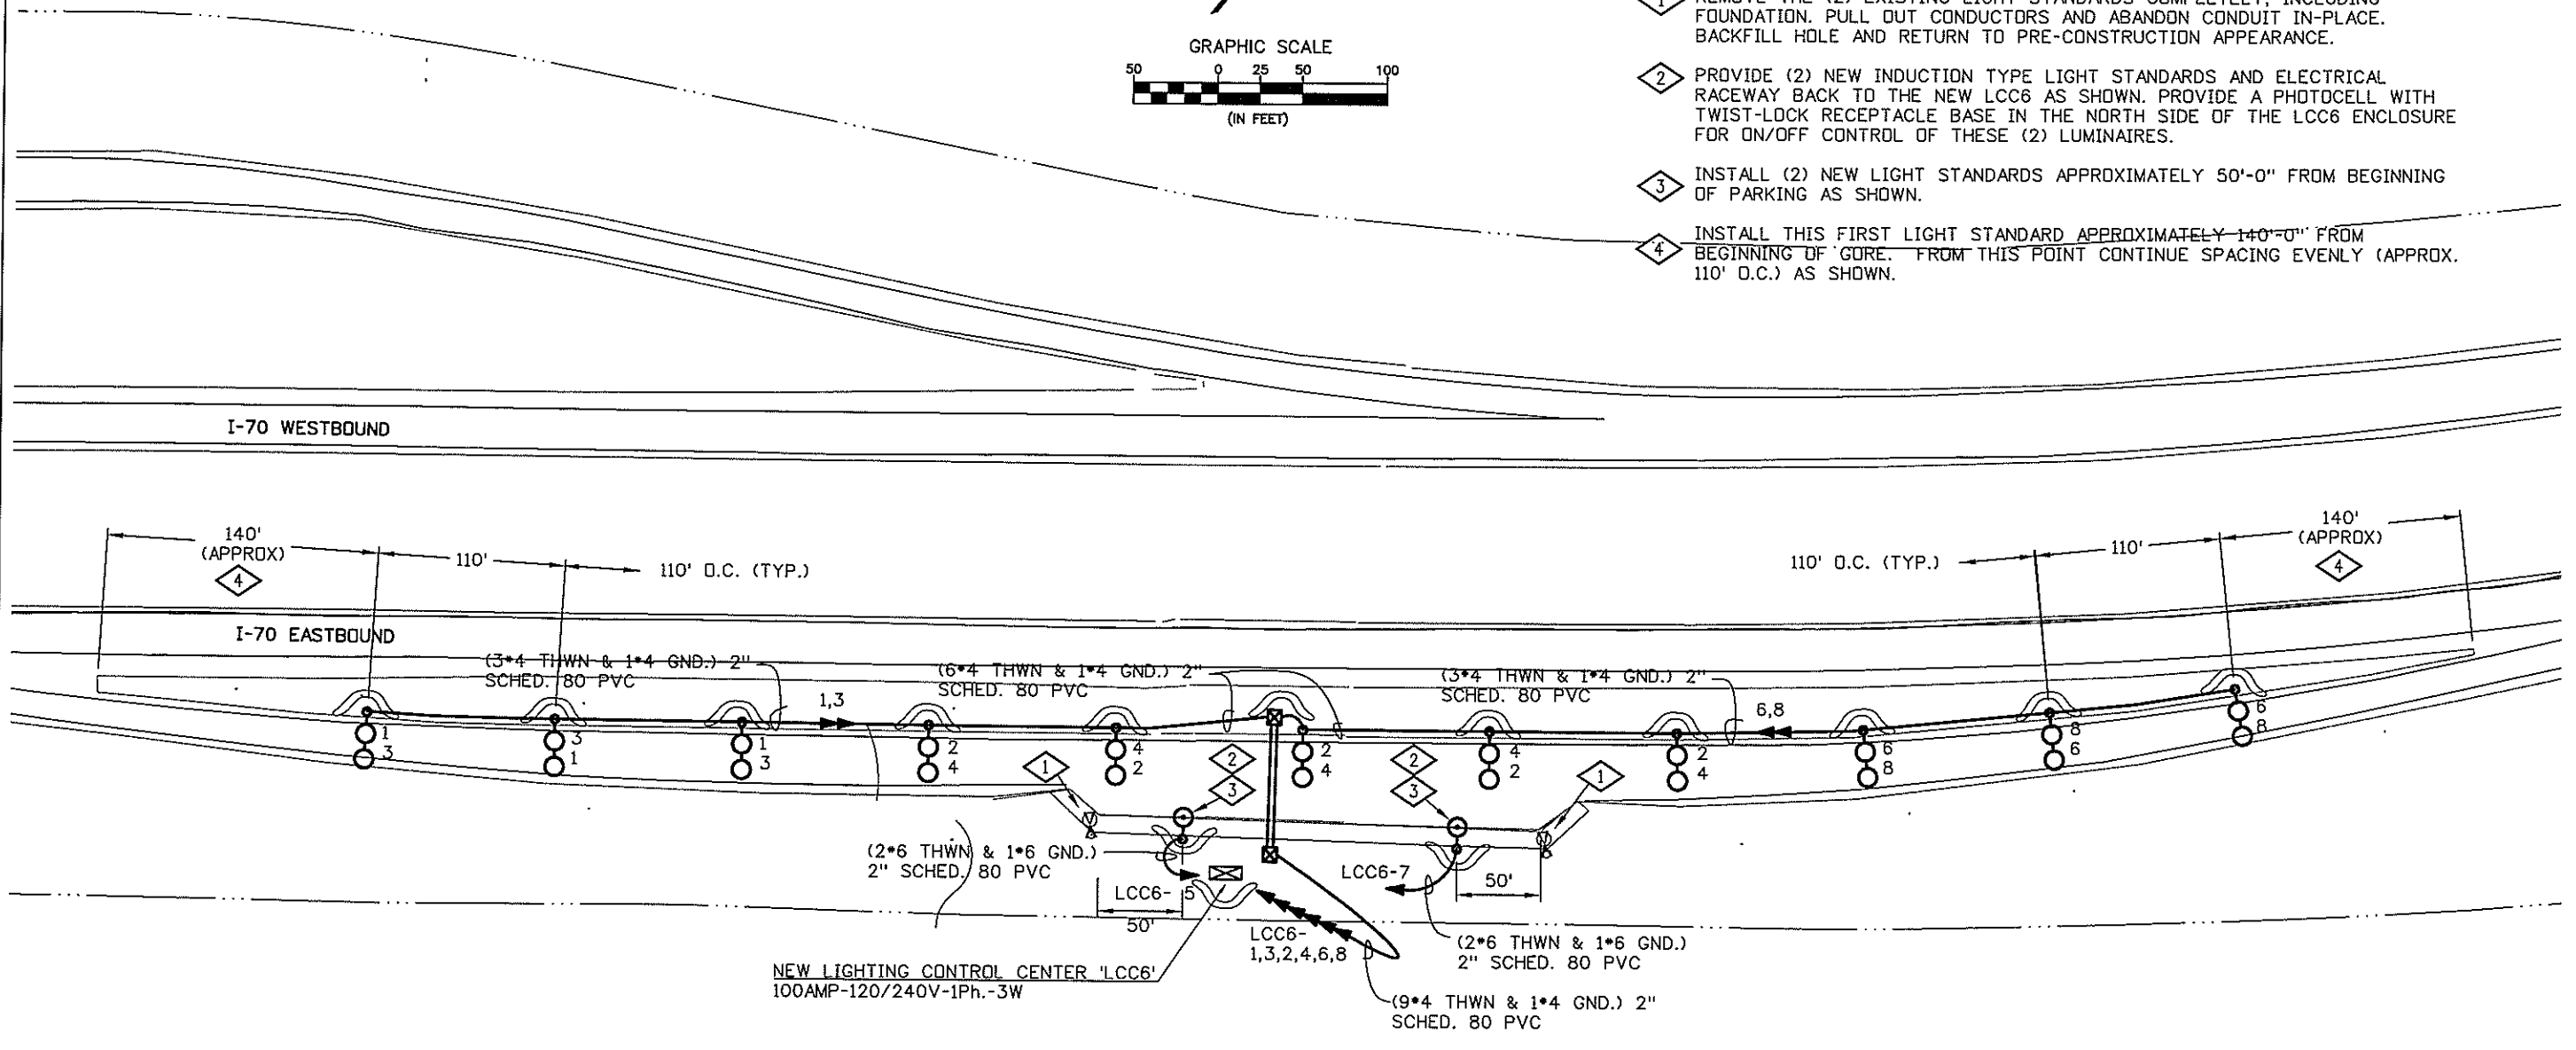 GRAPHIC SCALE
50 0 25 50 100
(IN FEET)
1
REMOVE THE (2) EXISTING LIGHT STANDARDS COMPLETELY, INCLUDING
FOUNDATION. PULL OUT CONDUCTORS AND ABANDON CONDUIT IN-PLACE.
BACKFILL HOLE AND RETURN TO PRE-CONSTRUCTION APPEARANCE.
2
PROVIDE (2) NEW INDUCTION TYPE LIGHT STANDARDS AND ELECTRICAL
RACEWAY BACK TO THE NEW LCC6 AS SHOWN. PROVIDE A PHOTOCELL WITH
TWIST-LOCK RECEPTACLE BASE IN THE NORTH SIDE OF THE LCC6 ENCLOSURE
FOR ON/OFF CONTROL OF THESE (2) LUMINAIRES.
3
INSTALL (2) NEW LIGHT STANDARDS APPROXIMATELY 50'-0" FROM BEGINNING
OF PARKING AS SHOWN.
4
INSTALL THIS FIRST LIGHT STANDARD APPROXIMATELY 140'-0" FROM
BEGINNING OF GORE. FROM THIS POINT CONTINUE SPACING EVENLY (APPROX.
110' O.C.) AS SHOWN.
I-70 WESTBOUND
140'
(APPROX)
4
110'
110' O.C. (TYP.)
110' O.C. (TYP.)
110'
140'
(APPROX)
4
I-70 EASTBOUND
(3#4 THWN & 1#4 GND.) 2"
SCHED. 80 PVC
(6#4 THWN & 1#4 GND.) 2"
SCHED. 80 PVC
(3#4 THWN & 1#4 GND.) 2"
SCHED. 80 PVC
1,3
6,8
1
3
3
1
1
3
2
4
4
2
2
4
4
2
2
4
6
8
8
6
6
8
1
2
3
2
3
1
(2#6 THWN & 1#6 GND.)
2" SCHED. 80 PVC
LCC6-5
50'
LCC6-7
50'
LCC6-
1,3,2,4,6,8
(2#6 THWN & 1#6 GND.)
2" SCHED. 80 PVC
NEW LIGHTING CONTROL CENTER 'LCC6'
100AMP-120/240V-1Ph.-3W
(9#4 THWN & 1#4 GND.) 2"
SCHED. 80 PVC